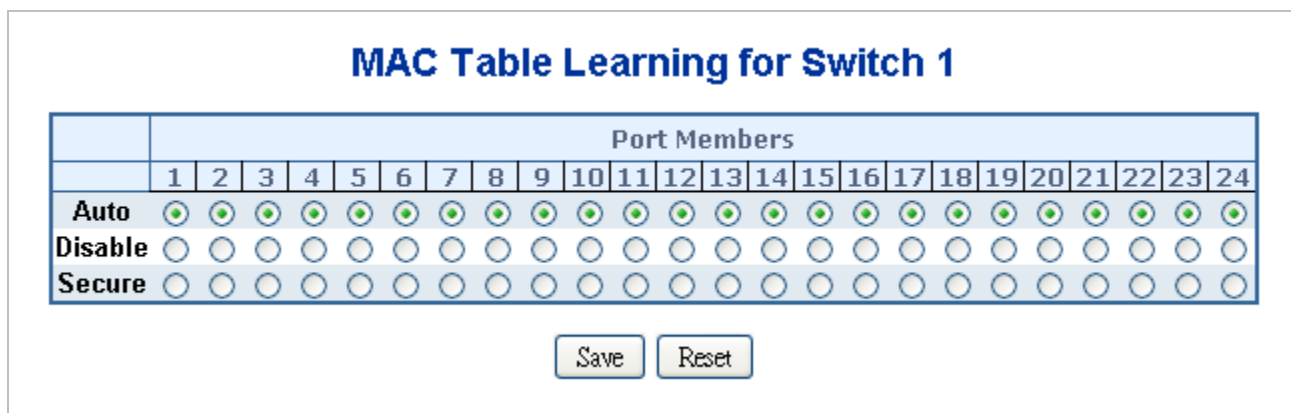 MAC Table Learning for Switch 1
Port Members
1 2 3 4 5 6 7 8 9 10 11 12 13 14 15 16 17 18 19 20 21 22 23 24
Auto
Disable
Secure
Save Reset